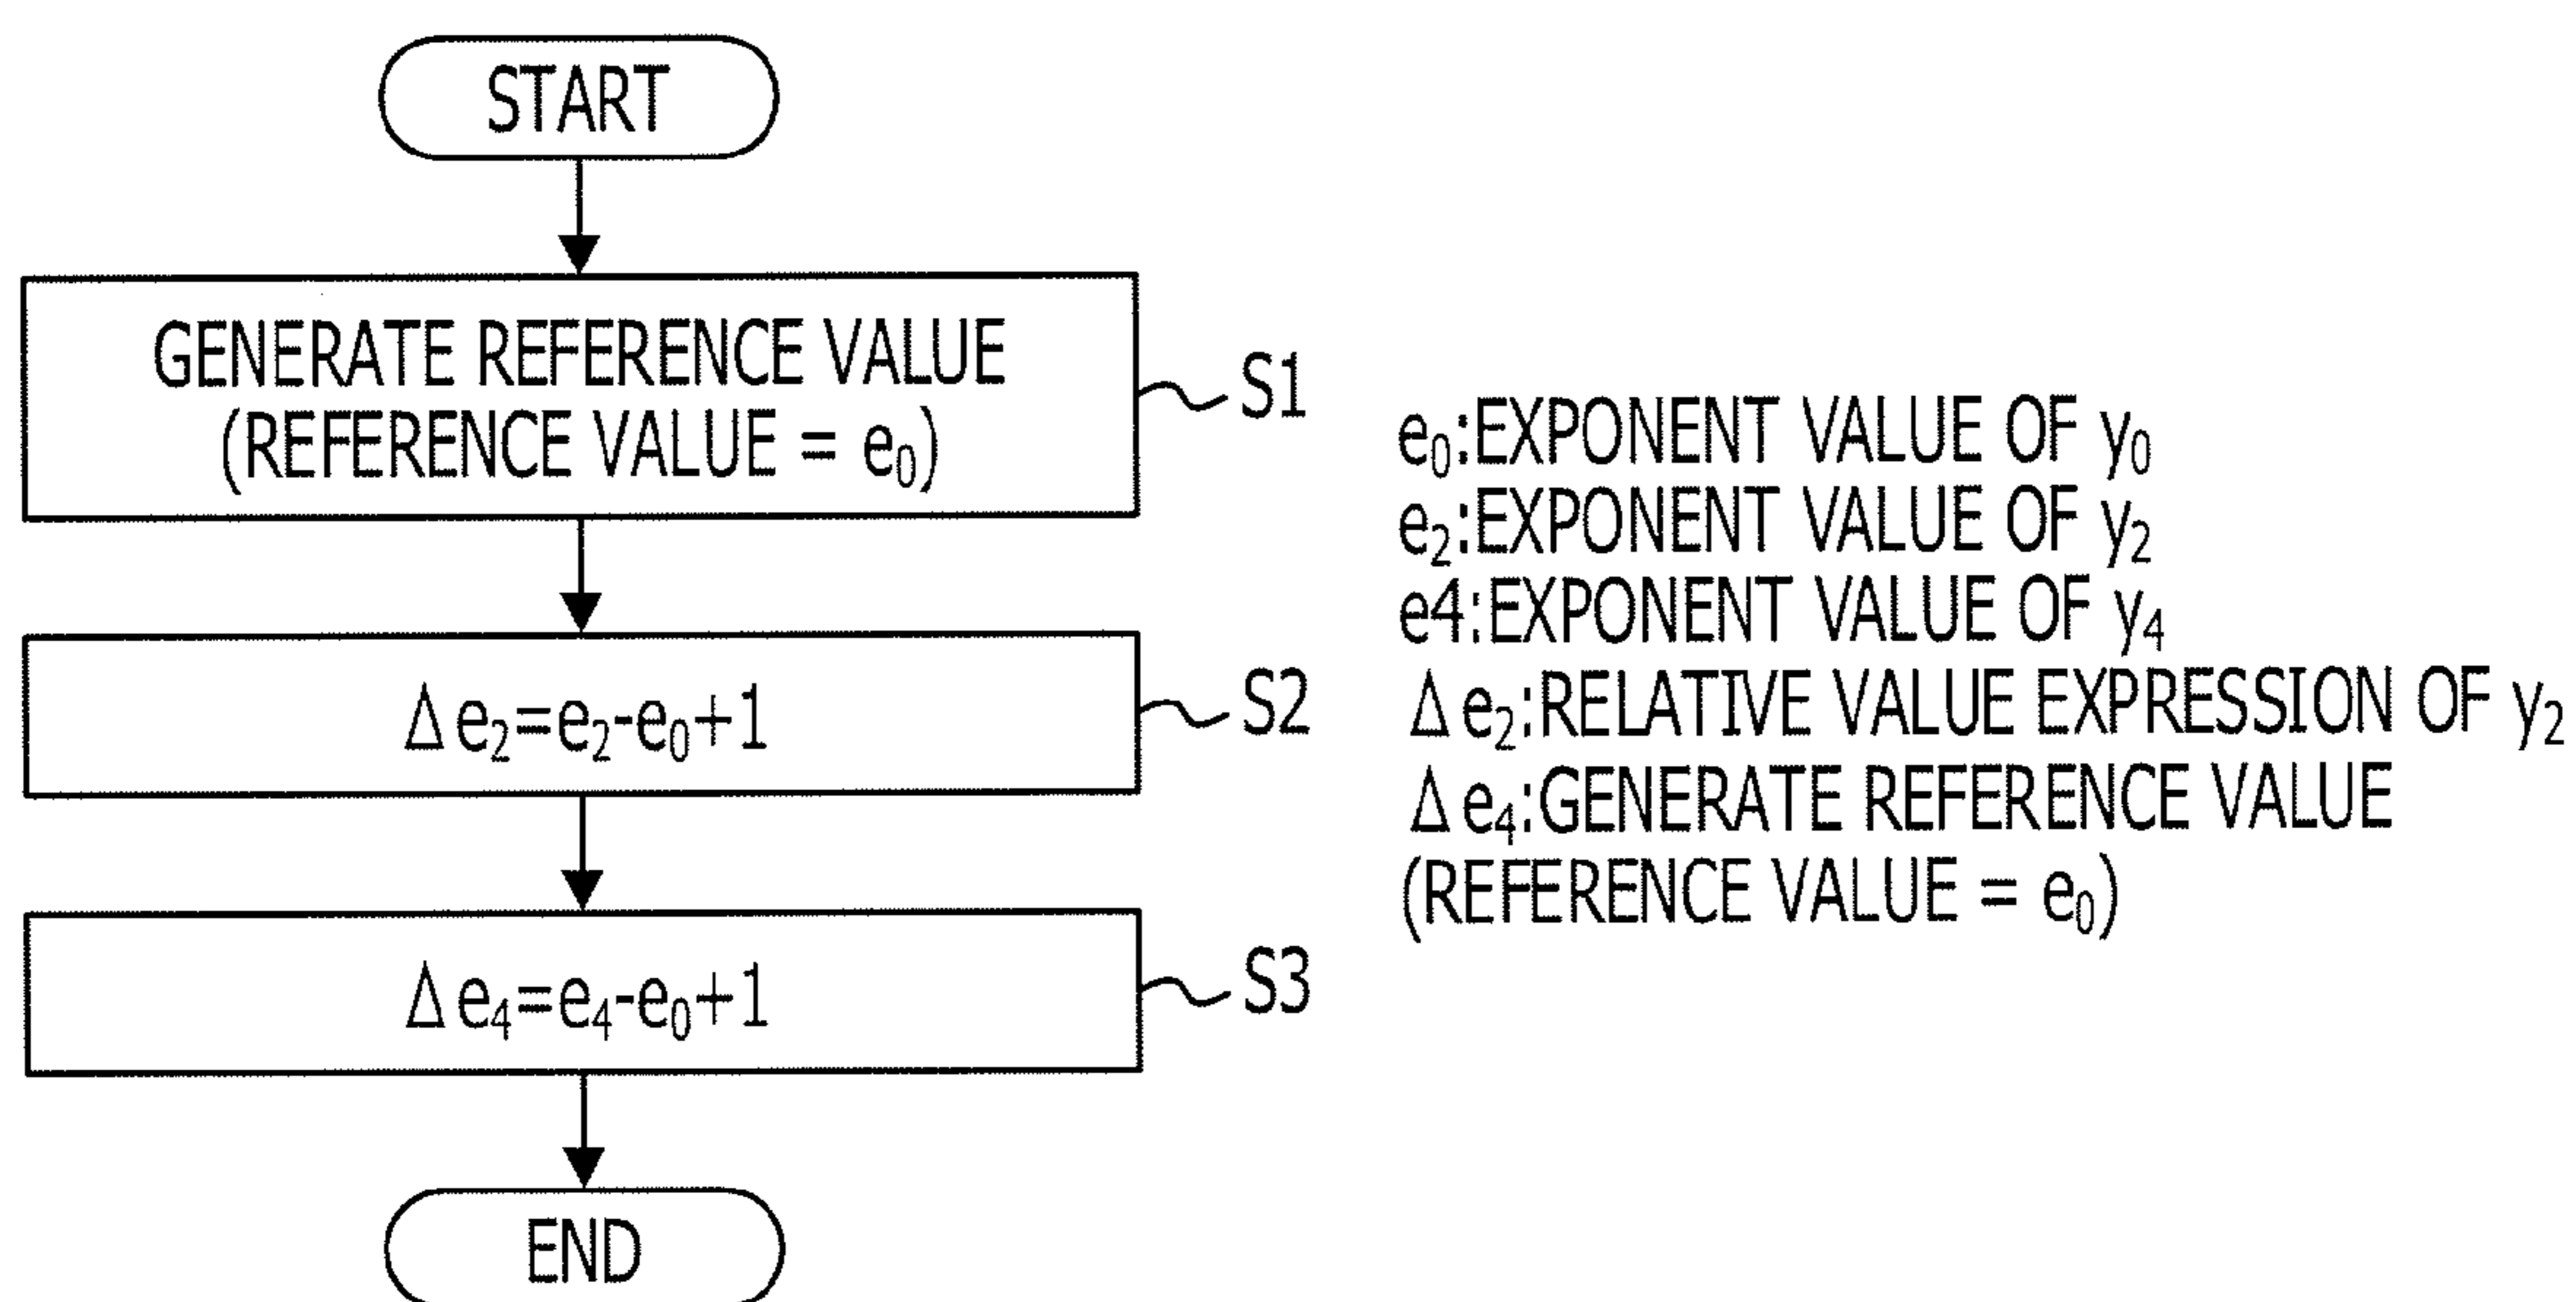 START
GENERATE REFERENCE VALUE
(REFERENCE VALUE = e₀)
S1
Δe₂=e₂-e₀+1
S2
Δe₄=e₄-e₀+1
S3
END
e₀:EXPONENT VALUE OF y₀
e₂:EXPONENT VALUE OF y₂
e4:EXPONENT VALUE OF y₄
Δe₂:RELATIVE VALUE EXPRESSION OF y₂
Δe₄:GENERATE REFERENCE VALUE
(REFERENCE VALUE = e₀)